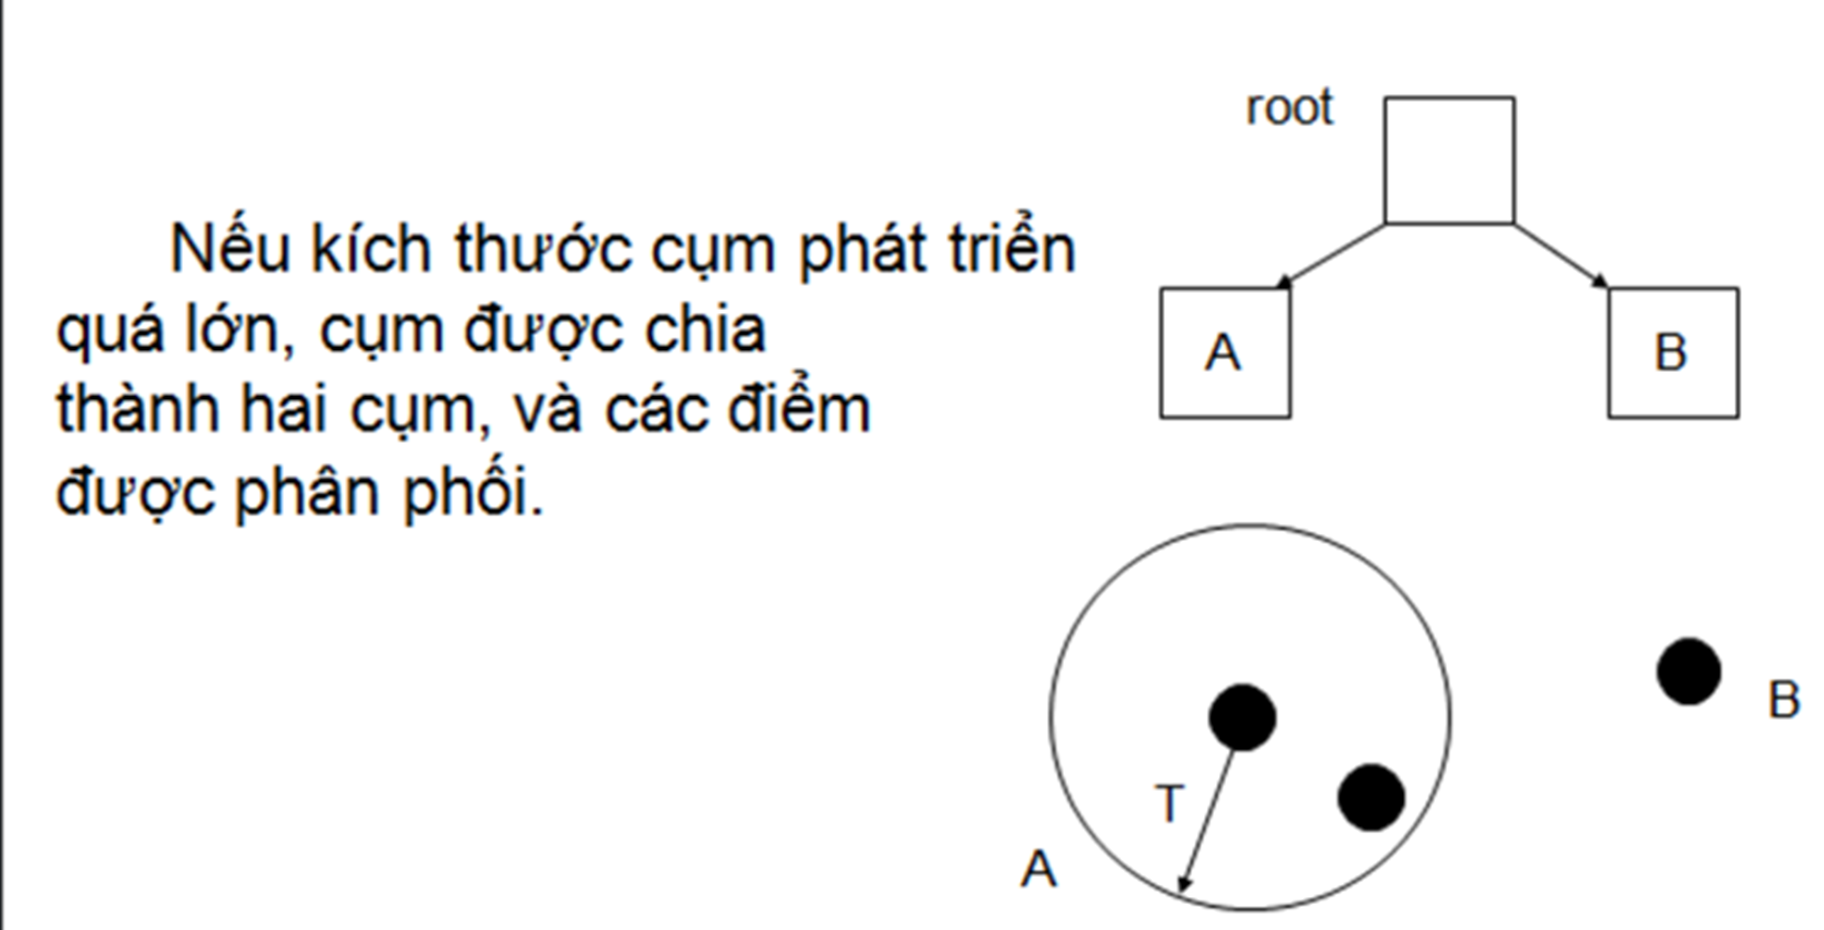 root
Nếu kích thước cụm phát triển
quá lớn, cụm được chia
thành hai cụm, và các điểm
được phân phối.
A
B
B
T
A